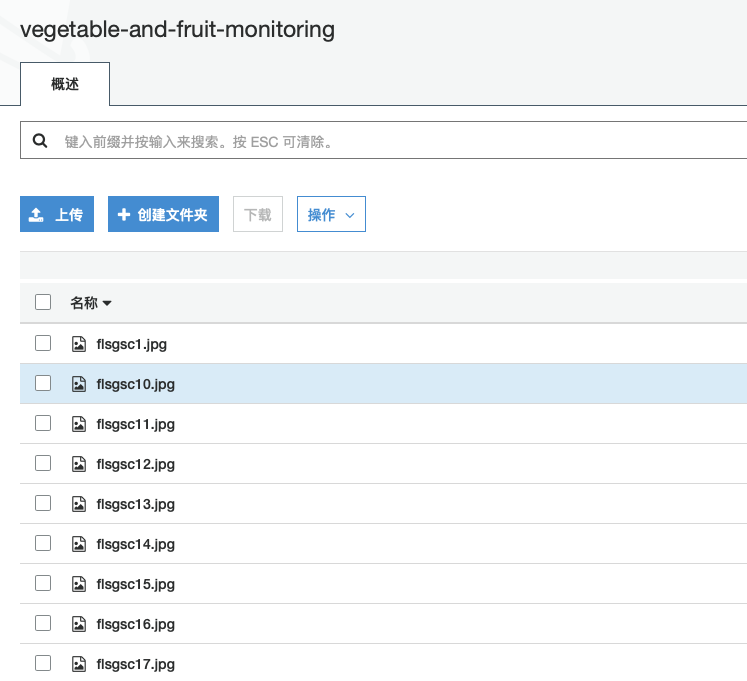 vegetable-and-fruit-monitoring
概述
键入前缀并按输入来搜索。按 ESC 可清除。
上传 创建文件夹 下载 操作
名称
flsgsc1.jpg
flsgsc10.jpg
flsgsc11.jpg
flsgsc12.jpg
flsgsc13.jpg
flsgsc14.jpg
flsgsc15.jpg
flsgsc16.jpg
flsgsc17.jpg